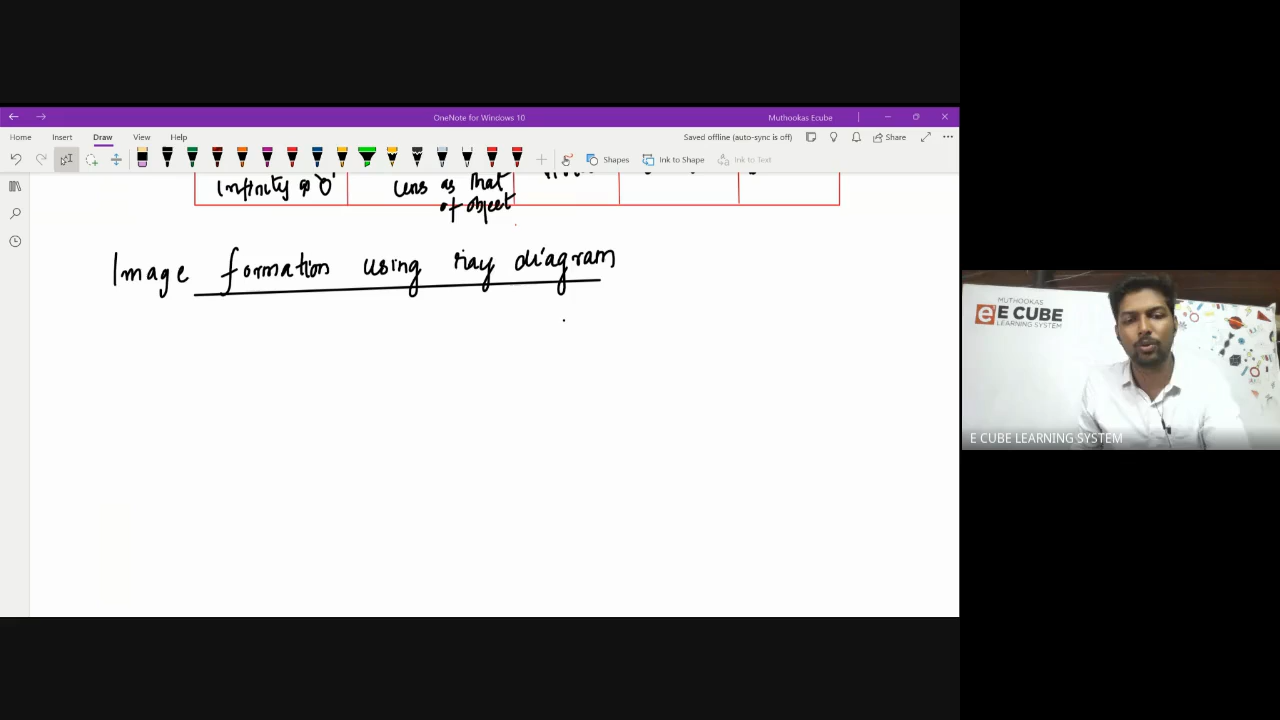 OneNote for Windows 10
Muthookas Ecube
Home Insert Draw View Help
Saved offline (auto-sync is off)
Share
Shapes
Ink to Shape
Ink to Text
Infinity
lens as that
of object
Image formation using ray diagram
MUTHOOKAS
e E CUBE
LEARNING SYSTEM
E CUBE LEARNING SYSTEM